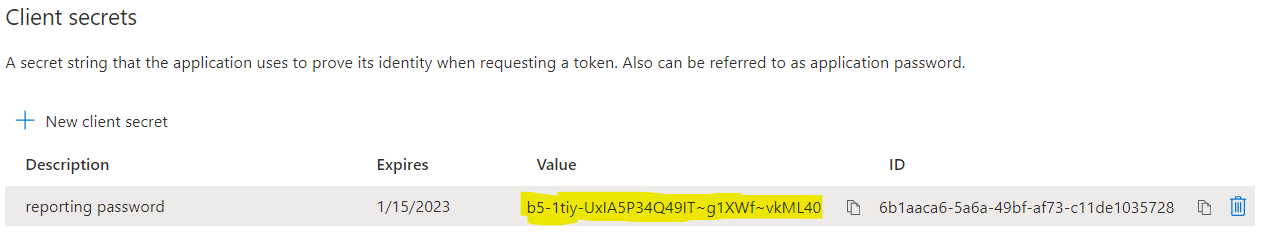 Client secrets
A secret string that the application uses to prove its identity when requesting a token. Also can be referred to as application password.
New client secret
Description Expires Value ID
reporting password 1/15/2023 b5-1tiy-UxIA5P34Q49IT~g1XWf~vkML40 6b1aaca6-5a6a-49bf-af73-c11de1035728